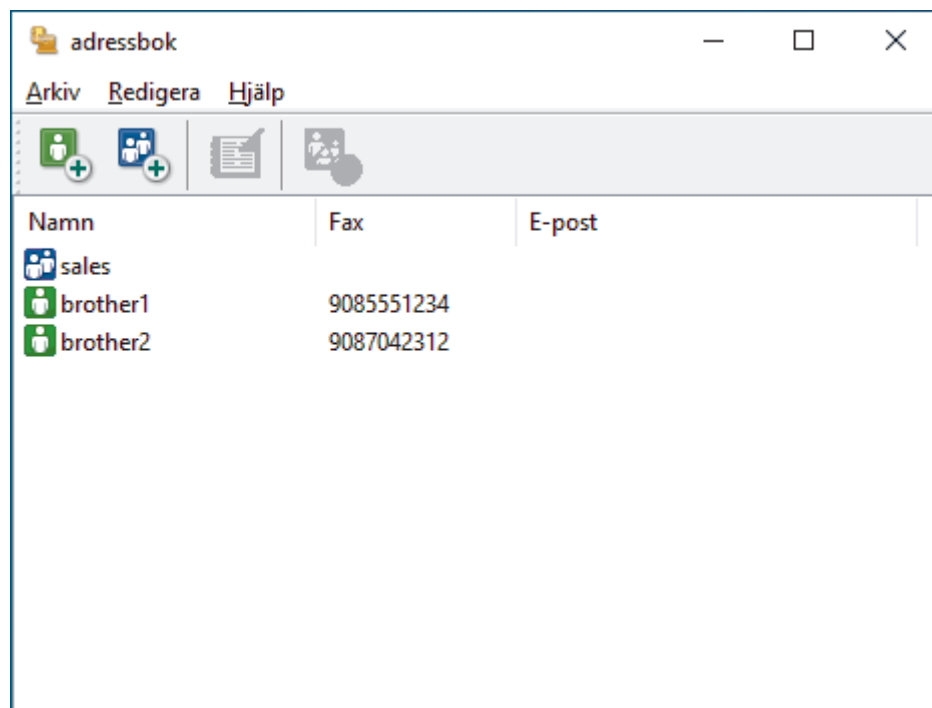 adressbok
Arkiv Redigera Hjälp
Namn Fax E-post
sales
brother1 9085551234
brother2 9087042312